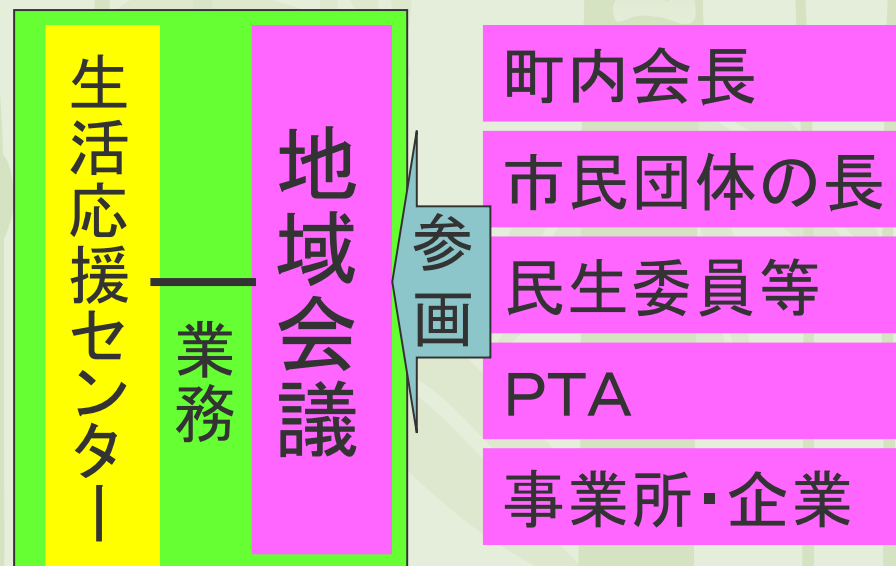 生活応援センター
業務
地域会議
参画
町内会長
市民団体の長
民生委員等
PTA
事業所・企業